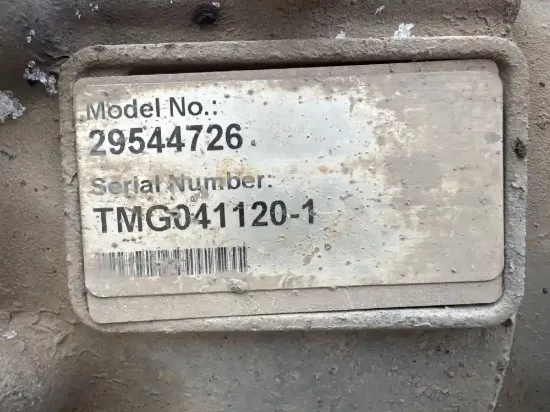 Model No.:
29544726
Serial Number:
TMG041120-1